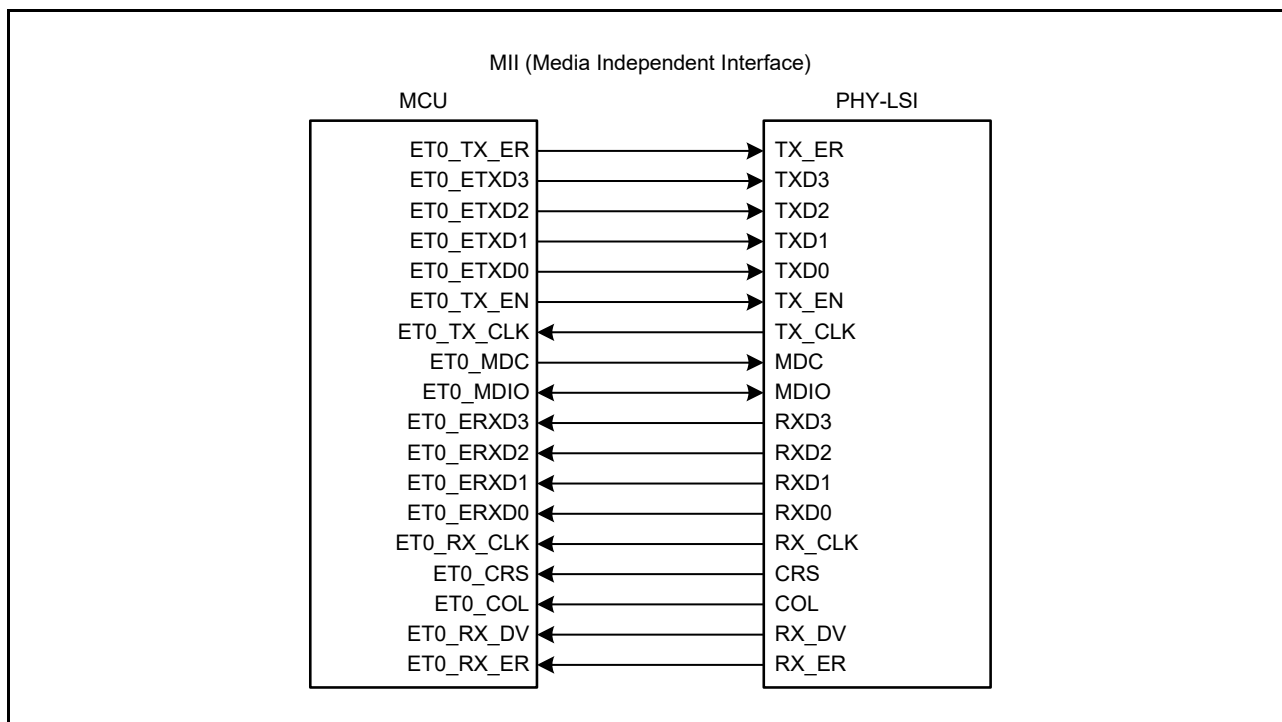 MII (Media Independent Interface)
MCU PHY-LSI
ET0_TX_ER TX_ER
ET0_ETXD3 TXD3
ET0_ETXD2 TXD2
ET0_ETXD1 TXD1
ET0_ETXD0 TXD0
ET0_TX_EN TX_EN
ET0_TX_CLK TX_CLK
ET0_MDC MDC
ET0_MDIO MDIO
ET0_ERXD3 RXD3
ET0_ERXD2 RXD2
ET0_ERXD1 RXD1
ET0_ERXD0 RXD0
ET0_RX_CLK RX_CLK
ET0_CRS CRS
ET0_COL COL
ET0_RX_DV RX_DV
ET0_RX_ER RX_ER